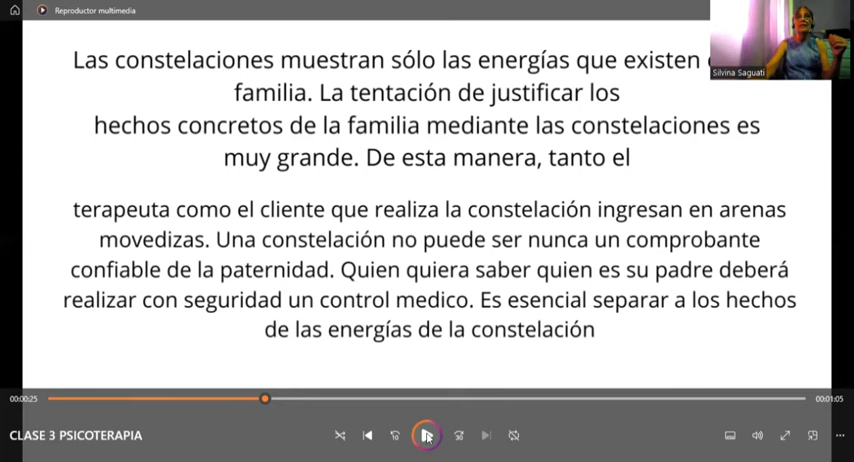 Reproductor multimedia
Silvina Saguati
Las constelaciones muestran sólo las energías que existen
familia. La tentación de justificar los
hechos concretos de la familia mediante las constelaciones es
muy grande. De esta manera, tanto el
terapeuta como el cliente que realiza la constelación ingresan en arenas
movedizas. Una constelación no puede ser nunca un comprobante
confiable de la paternidad. Quien quiera saber quien es su padre deberá
realizar con seguridad un control medico. Es esencial separar a los hechos
de las energías de la constelación
00:00:25
00:01:05
CLASE 3 PSICOTERAPIA
10
30